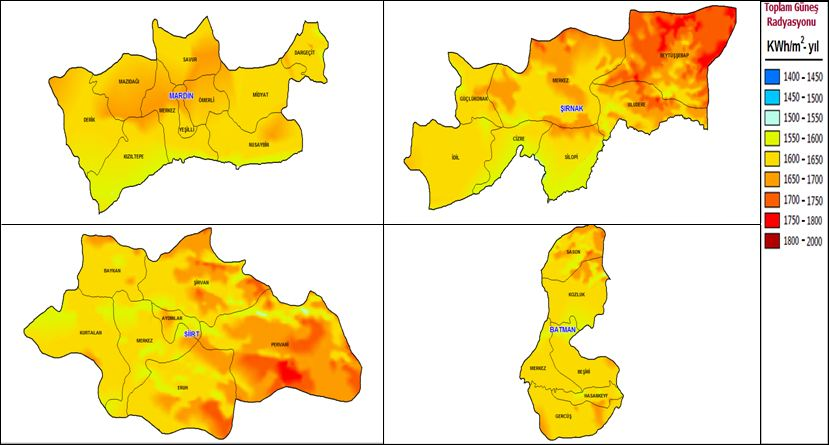 SAVUR
DARGEÇİT
MAZIDAĞI
MARDİN
ÖMERLİ
MİDYAT
MERKEZ
DERİK
YEŞİLLİ
NUSAYBİN
KIZILTEPE
BEYTÜŞŞEBAP
MERKEZ
GÜÇLÜKONAK
ŞIRNAK
ULUDERE
CİZRE
İDİL
SİLOPİ
Toplam Güneş
Radyasyonu
KWh/m²- yıl
1400 - 1450
1450 - 1500
1500 - 1550
1550 - 1600
1600 - 1650
1650 - 1700
1700 - 1750
1750 - 1800
1800 - 2000
BAYKAN
ŞİRVAN
AYDINLAR
KURTALAN
SİİRT
MERKEZ
PERVARİ
ERUH
SASON
KOZLUK
BATMAN
MERKEZ
BEŞİRİ
HASANKEYF
GERCÜŞ